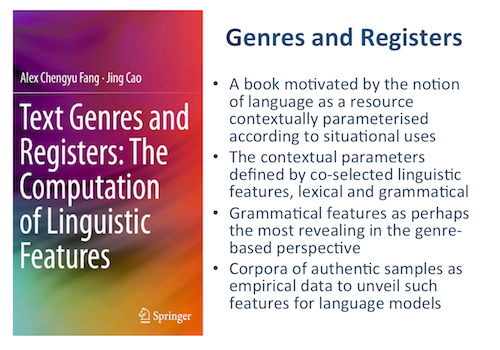 Alex Chengyu Fang · Jing Cao
Text Genres and
Registers: The
Computation
of Linguistic
Features
Springer
Genres and Registers
• A book motivated by the notion
of language as a resource
contextually parameterised
according to situational uses
• The contextual parameters
defined by co-selected linguistic
features, lexical and grammatical
• Grammatical features as perhaps
the most revealing in the genre-
based perspective
• Corpora of authentic samples as
empirical data to unveil such
features for language models